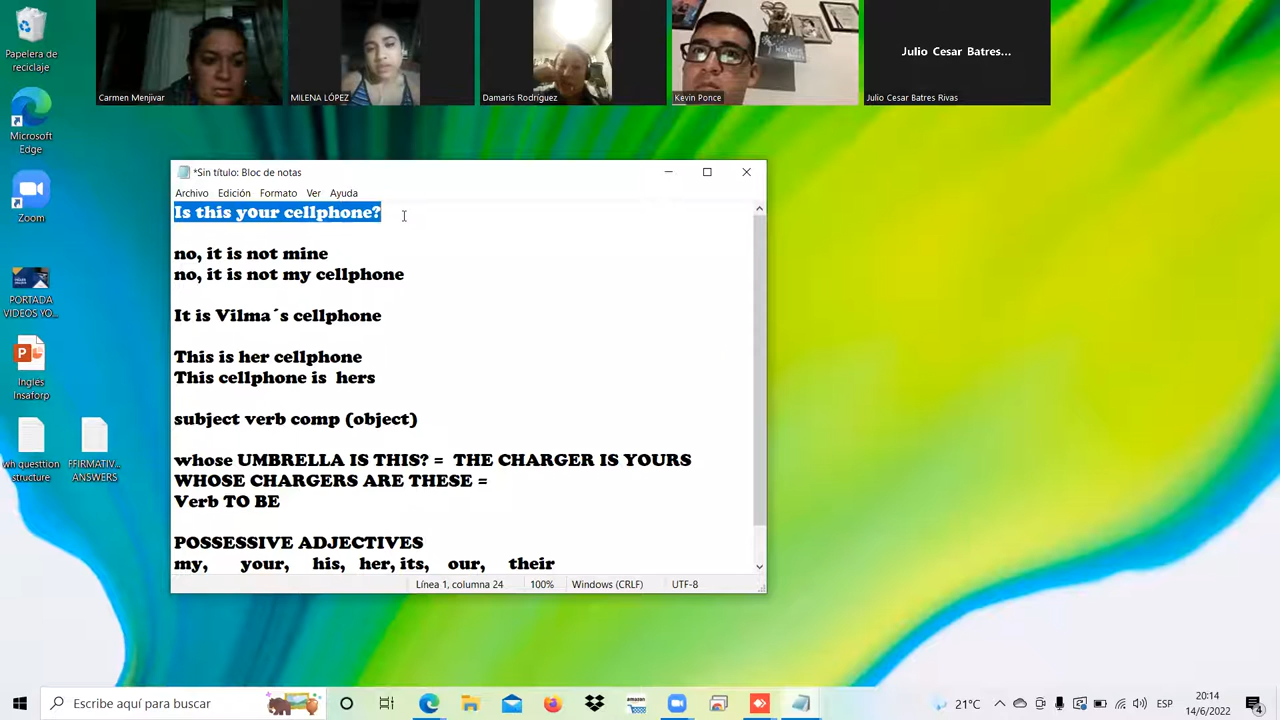 Papelera de
reciclaje
Microsoft
Edge
Zoom
PORTADA
VIDEOS YO...
Ingles
Insaforp
wh questtion
structure
FFIRMATIV...
ANSWERS
Carmen Menjivar
MILENA LÓPEZ
Damaris Rodriguez
Kevin Ponce
Julio Cesar Batres...
Julio Cesar Batres Rivas
*Sin título: Bloc de notas
Archivo Edición Formato Ver Ayuda
Is this your cellphone?
no, it is not mine
no, it is not my cellphone
It is Vilma´s cellphone
This is her cellphone
This cellphone is hers
subject verb comp (object)
whose UMBRELLA IS THIS? = THE CHARGER IS YOURS
WHOSE CHARGERS ARE THESE =
Verb TO BE
POSSESSIVE ADJECTIVES
my, your, his, her, its, our, their
Línea 1, columna 24 100% Windows (CRLF) UTF-8
Escribe aquí para buscar
amazon
21°C
ESP
20:14
14/6/2022
4